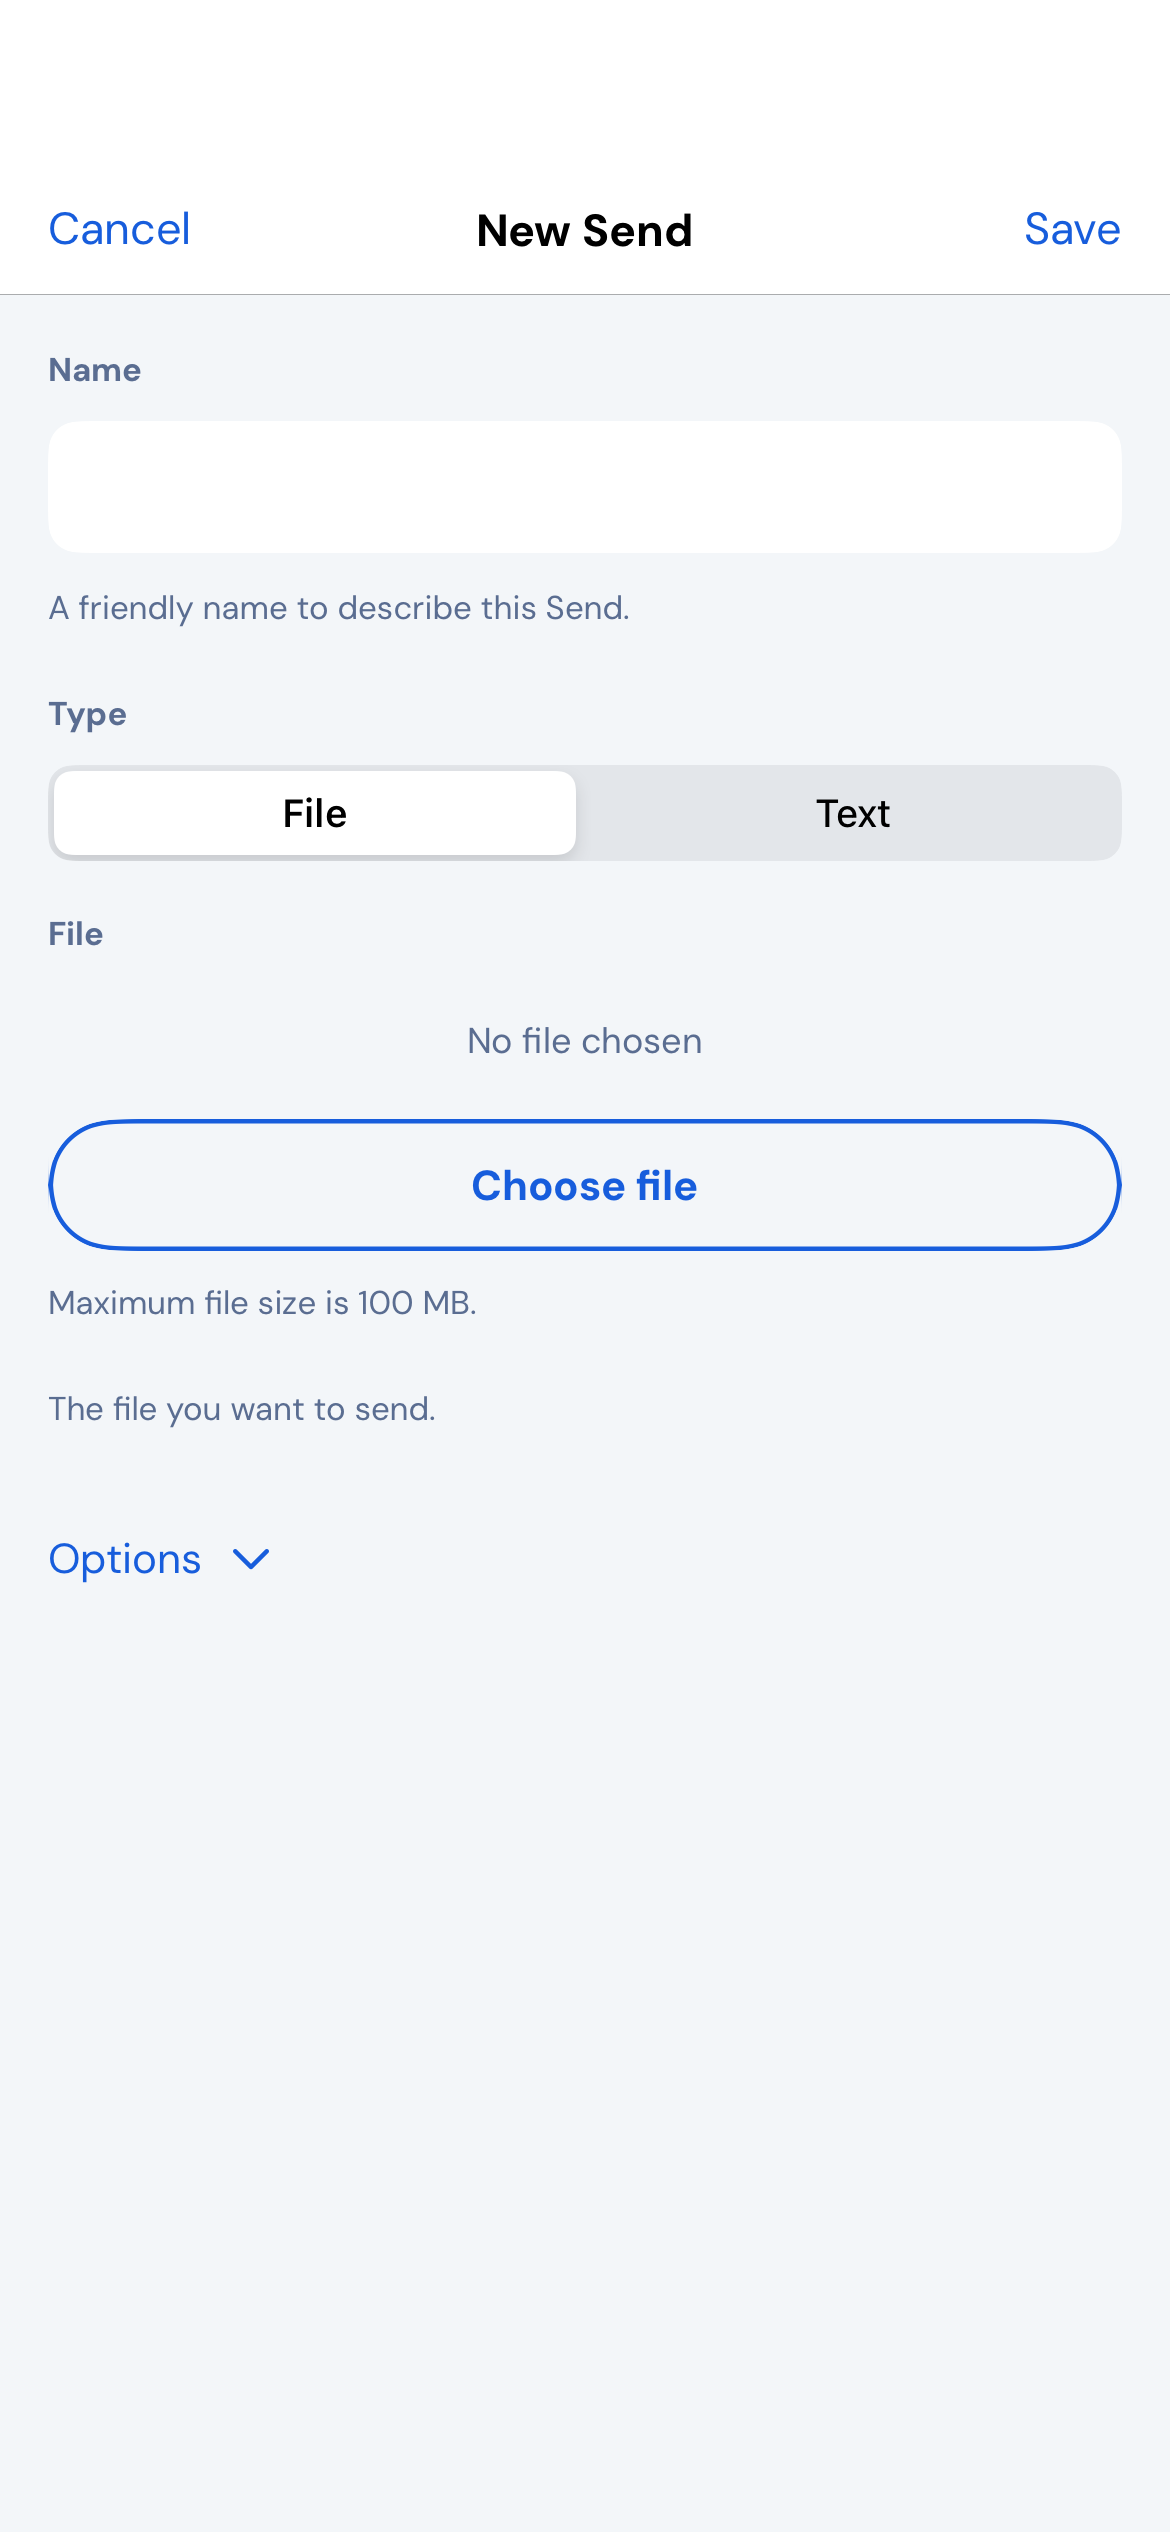 Cancel New Send Save
Name
A friendly name to describe this Send.
Type
File Text
File
No file chosen
Choose file
Maximum file size is 100 MB.
The file you want to send.
Options